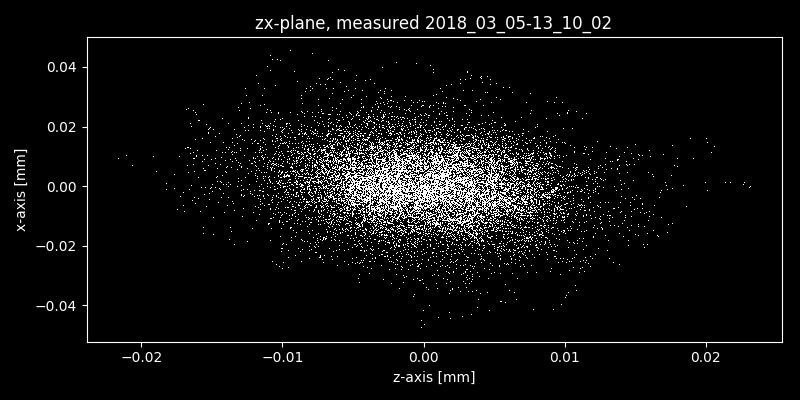 zx-plane, measured 2018_03_05-13_10_02
0.04
0.02
0.00
−0.02
−0.04
x-axis [mm]
−0.02 −0.01 0.00 0.01 0.02
z-axis [mm]